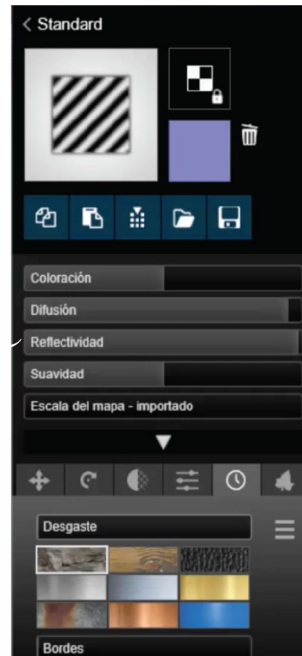 < Standard
Coloración
Difusión
Reflectividad
Suavidad
Escala del mapa - importado
Desgaste
Bordes